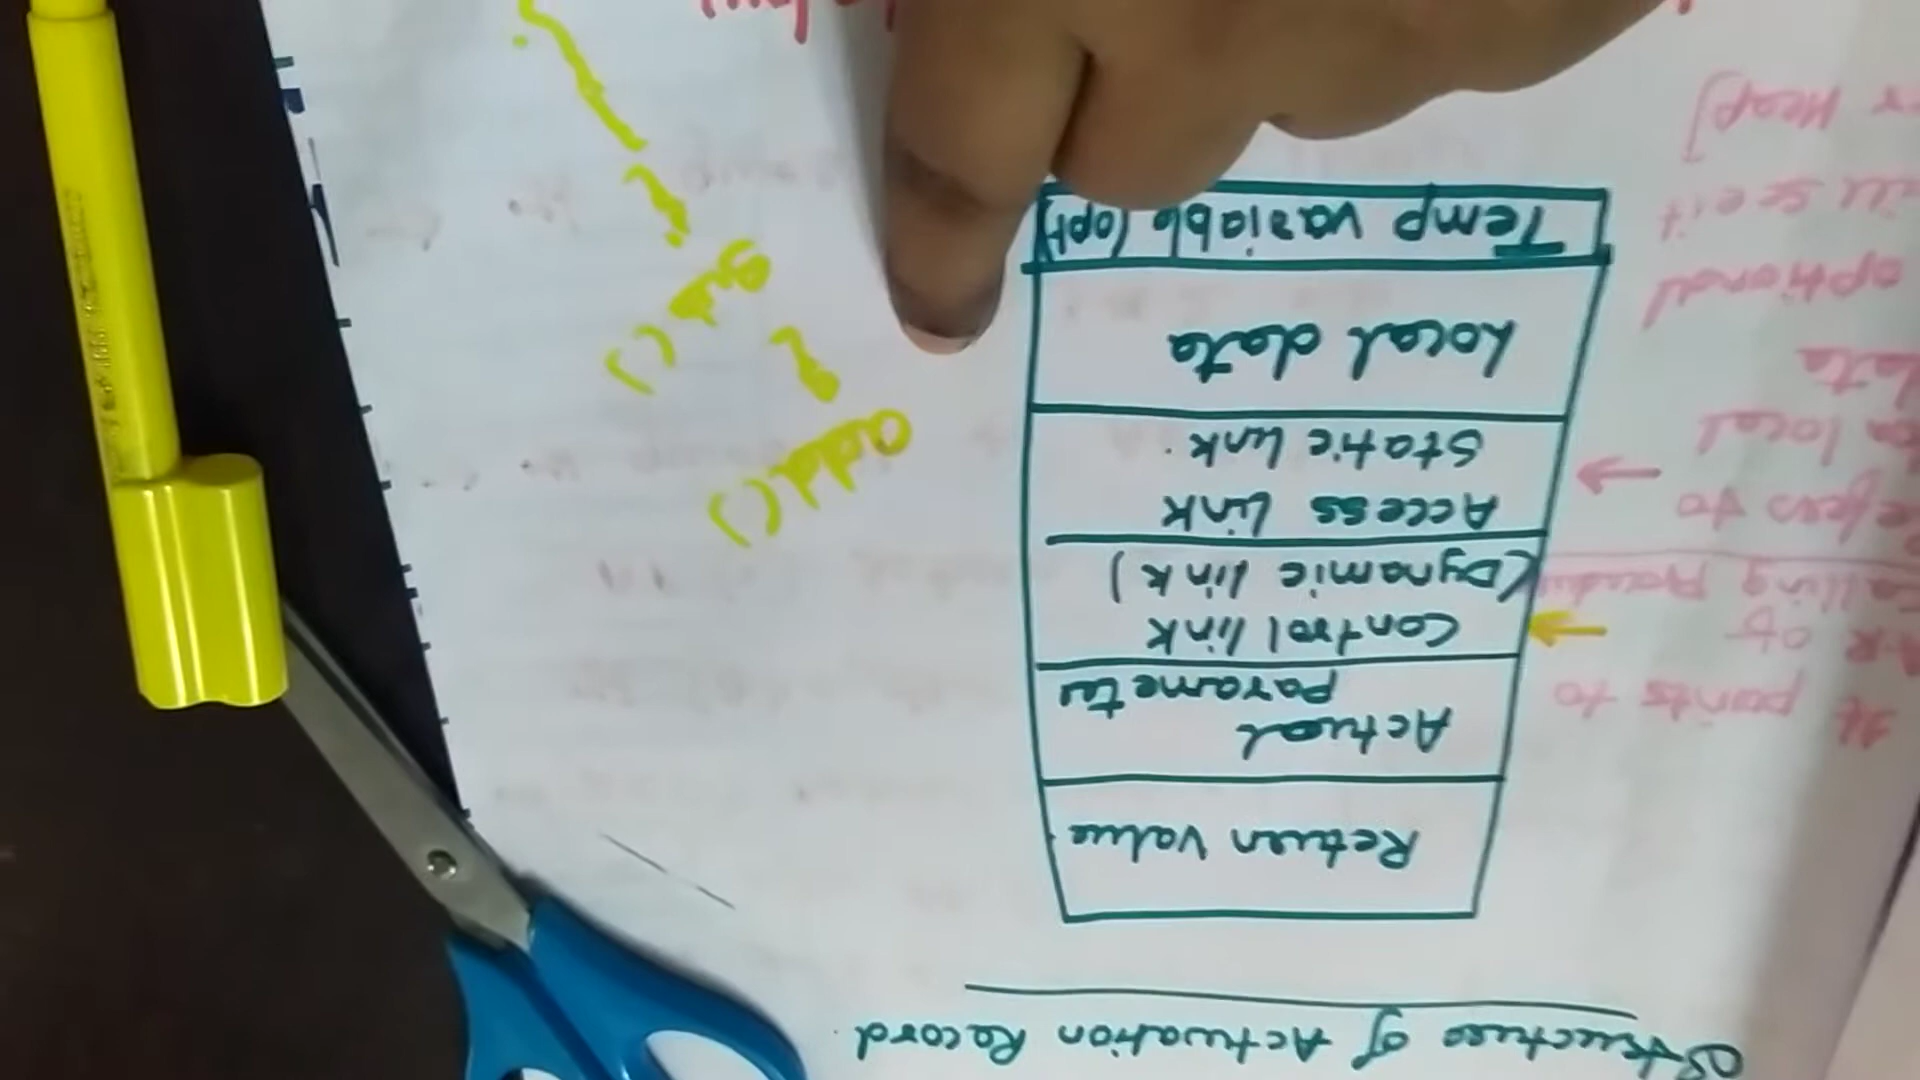 Structure of Activation Record
Return value
Actual
Parameter
Control link
(Dynamic link)
Access link
Static link
Local data
Temp variable (opt)
It points to
A.R of
calling Procedure
Refers to
local
data
optional
Heap]
add()
sub()